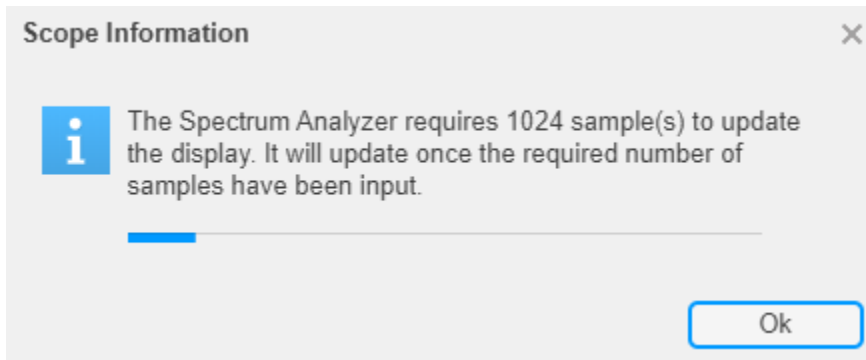 Scope Information
The Spectrum Analyzer requires 1024 sample(s) to update
the display. It will update once the required number of
samples have been input.
Ok